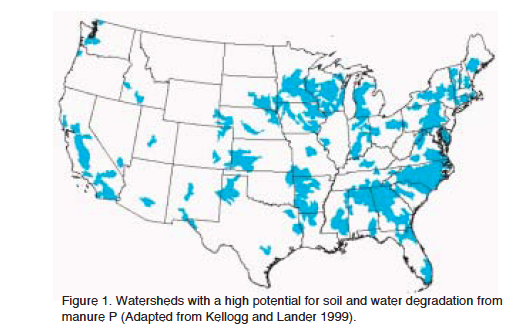 Figure 1. Watersheds with a high potential for soil and water degradation from
manure P (Adapted from Kellogg and Lander 1999).